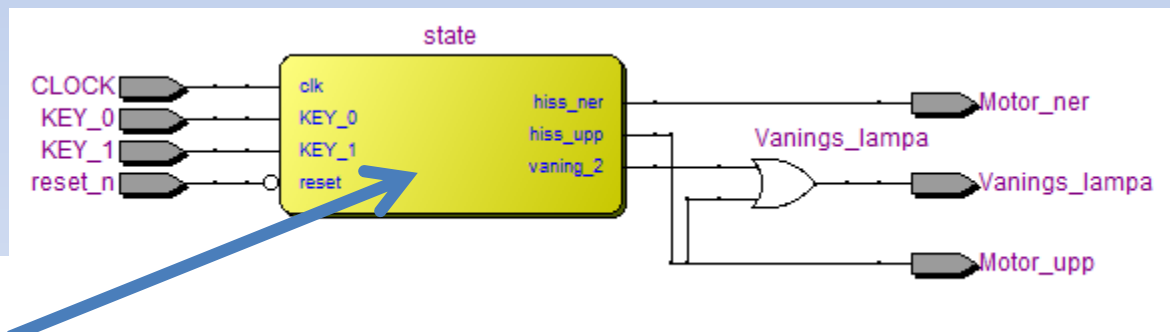 state
CLOCK
KEY_0
KEY_1
reset_n
clk
KEY_0
KEY_1
reset
hiss_ner
hiss_upp
vaning_2
Vanings_lampa
Motor_ner
Vanings_lampa
Motor_upp